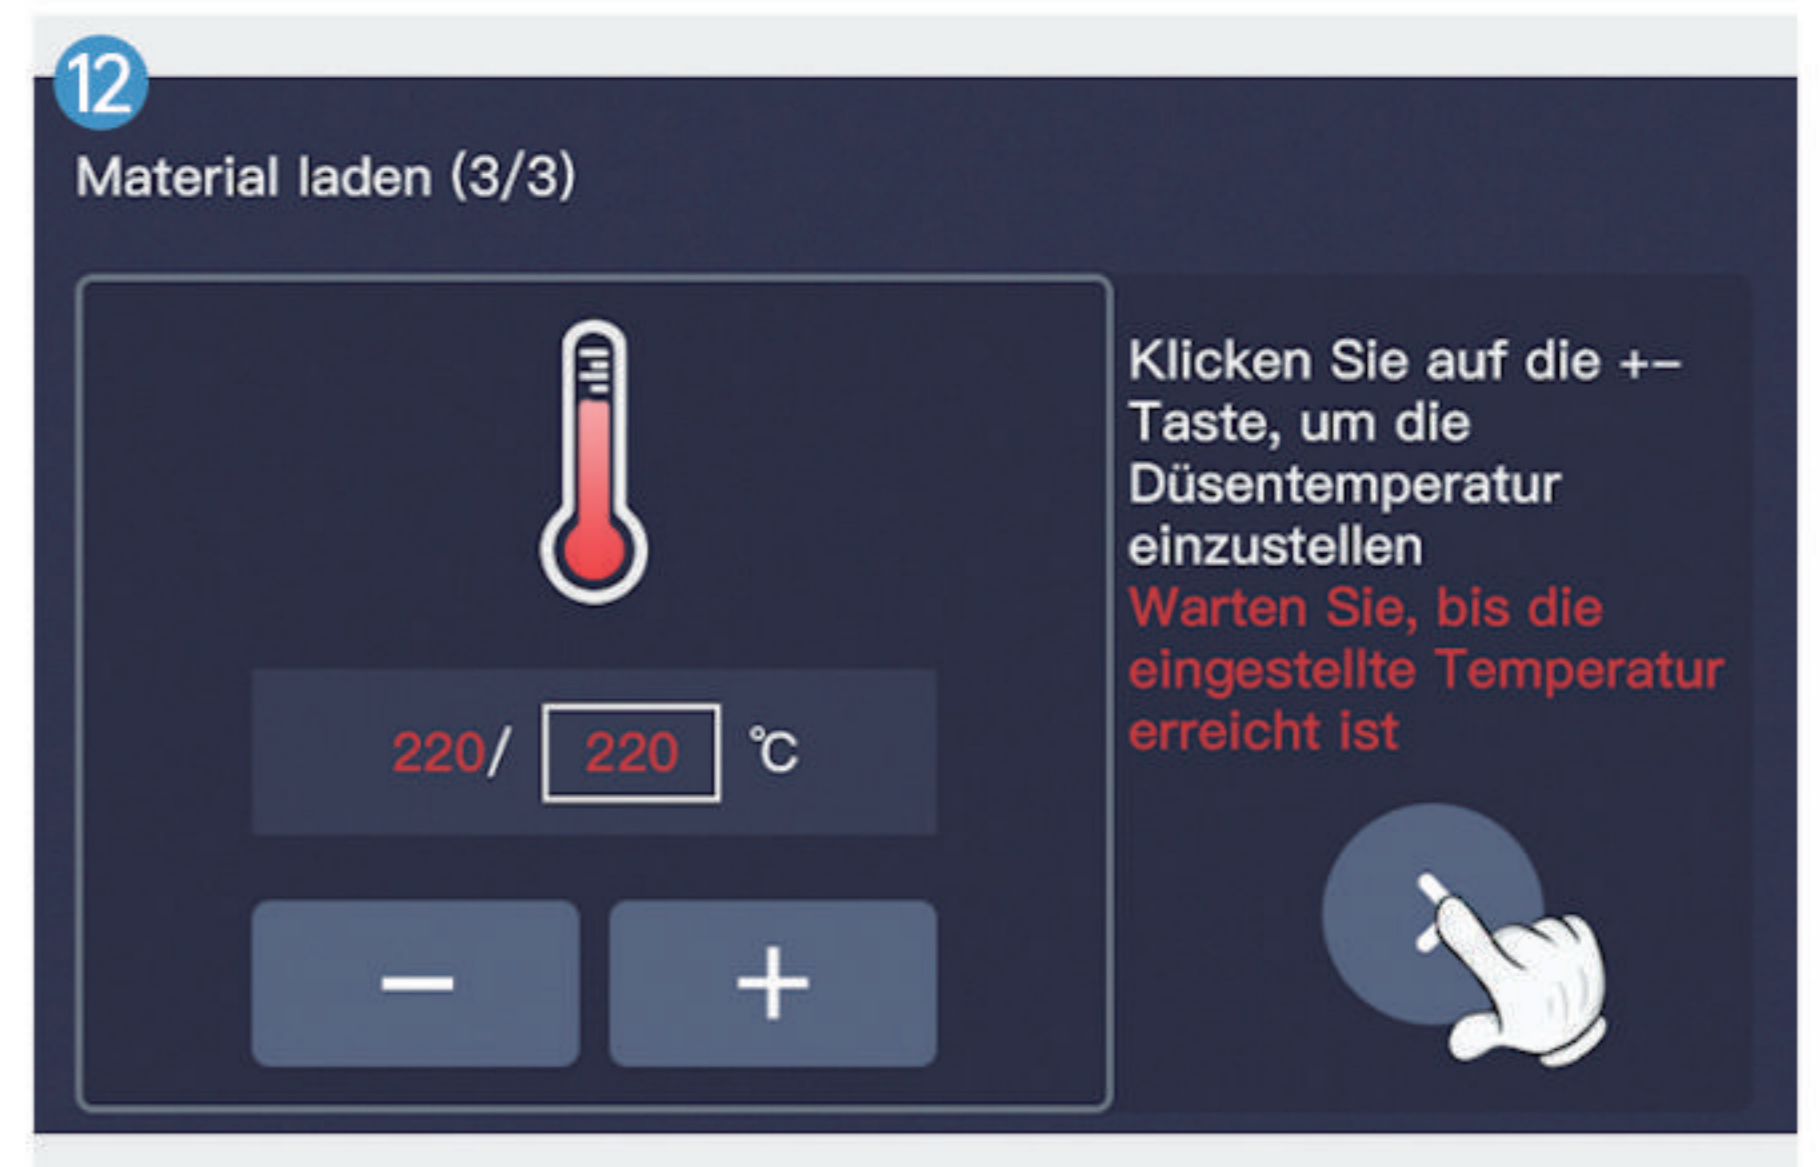 12
Material laden (3/3)
Klicken Sie auf die +−
Taste, um die
Düsentemperatur
einzustellen
Warten Sie, bis die
eingestellte Temperatur
erreicht ist
220/ 220 ℃
− +